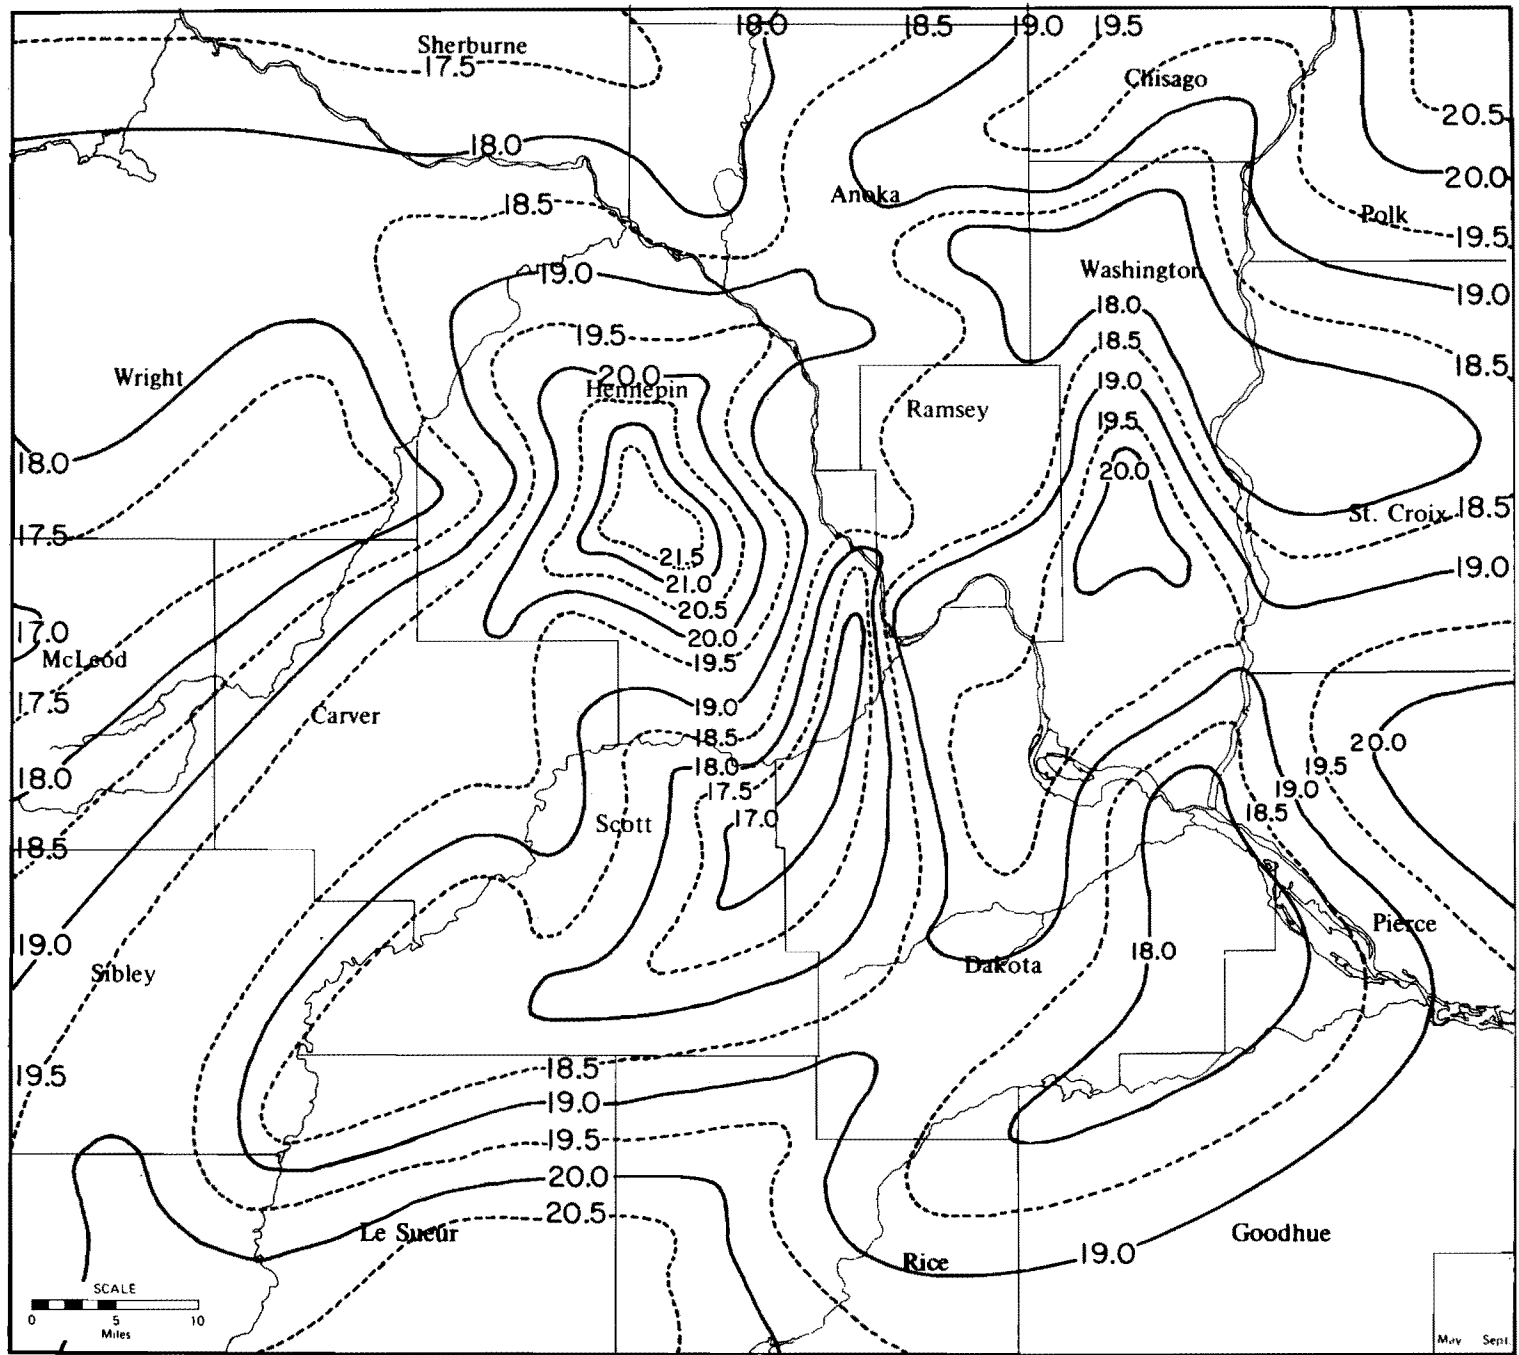 18.0 18.5 19.0 19.5
Sherburne
17.5
Chisago
20.5
18.0
20.0
Anoka
18.5
Polk
19.5
Washington
19.0
19.0
18.0
19.5
18.5
18.5
Wright
20.0
19.0
Hennepin
Ramsey
19.5
18.0
20.0
17.5
St. Croix
18.5
21.5
19.0
21.0
20.5
17.0
20.0
McLeod
19.5
17.5
Carver
19.0
18.5
20.0
18.0
18.0
19.5
17.5
19.0
17.0
18.5
Scott
18.5
19.0
Pierce
18.0
Sibley
Dakota
19.5
18.5
19.0
19.5
20.0
20.5
Le Sueur
Goodhue
19.0
Rice
SCALE
0 5 10
Miles
May Sept.